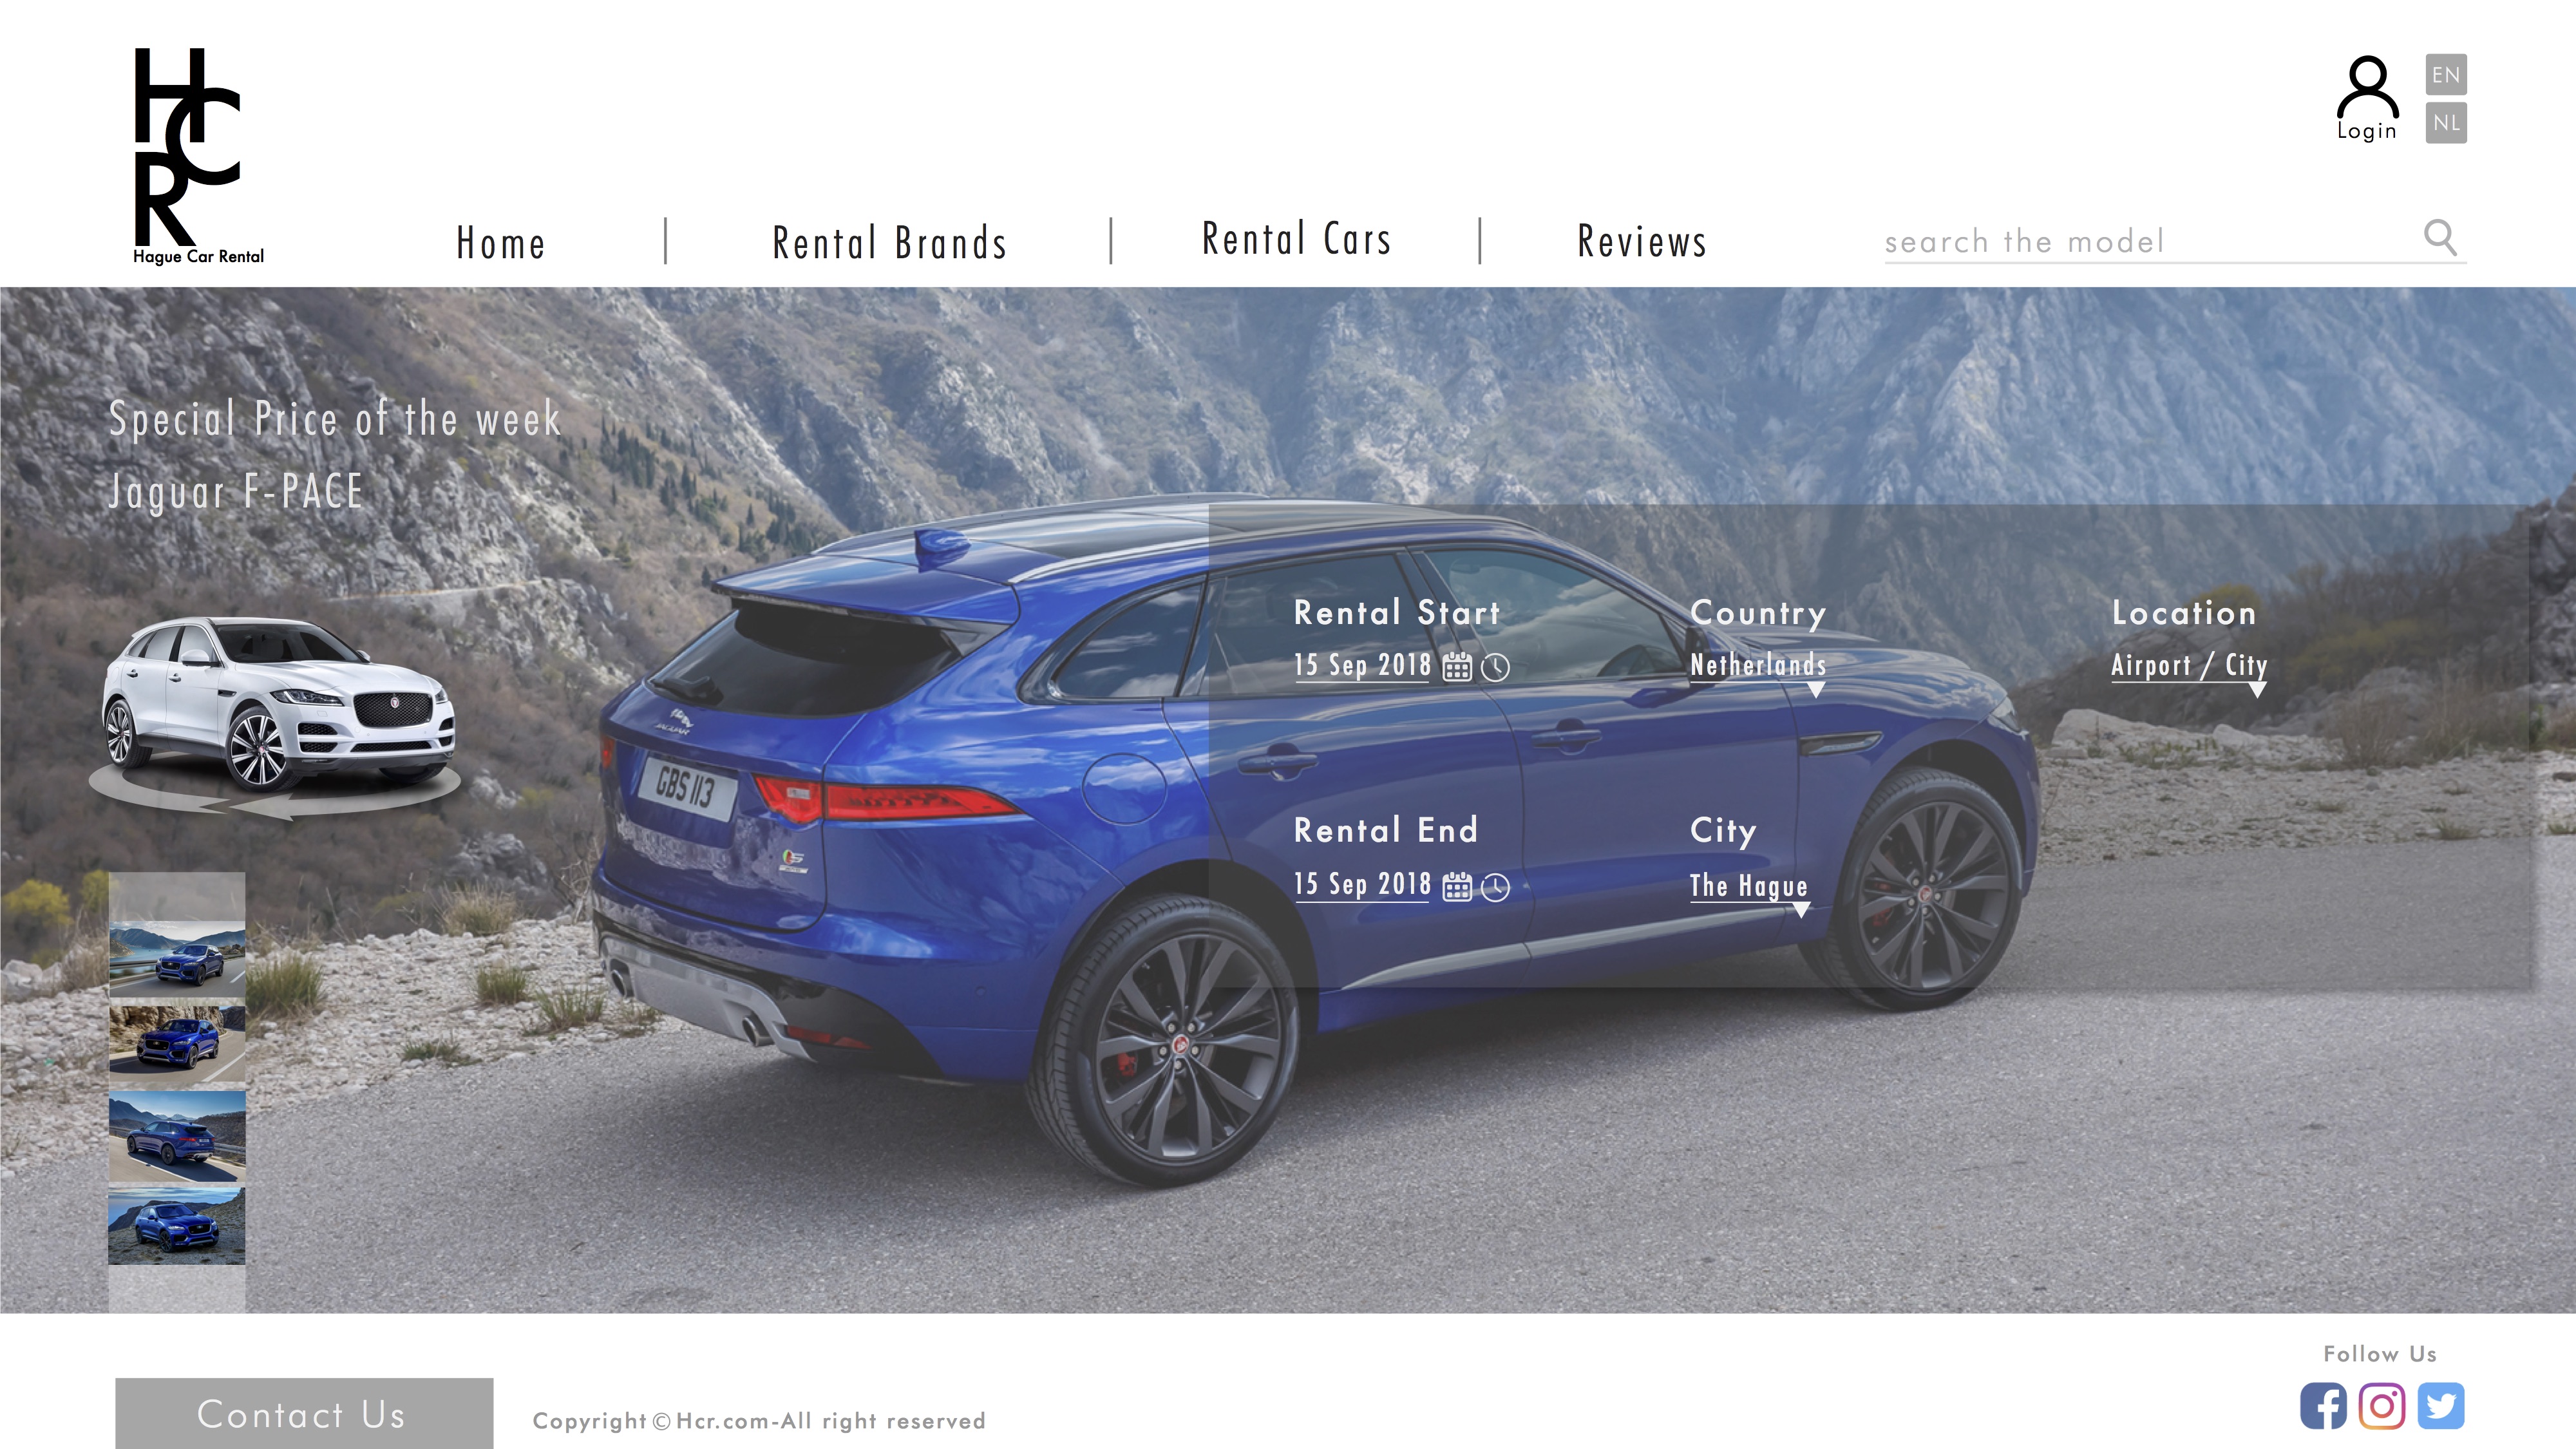 HCR
Hague Car Rental
Login
EN
NL
Home
Rental Brands
Rental Cars
Reviews
search the model
Special Price of the week
Jaguar F-PACE
Rental Start
15 Sep 2018
Country
Netherlands
Location
Airport / City
Rental End
15 Sep 2018
City
The Hague
JAGUAR
GBS 113
Contact Us
Copyright © Hcr.com-All right reserved
Follow Us